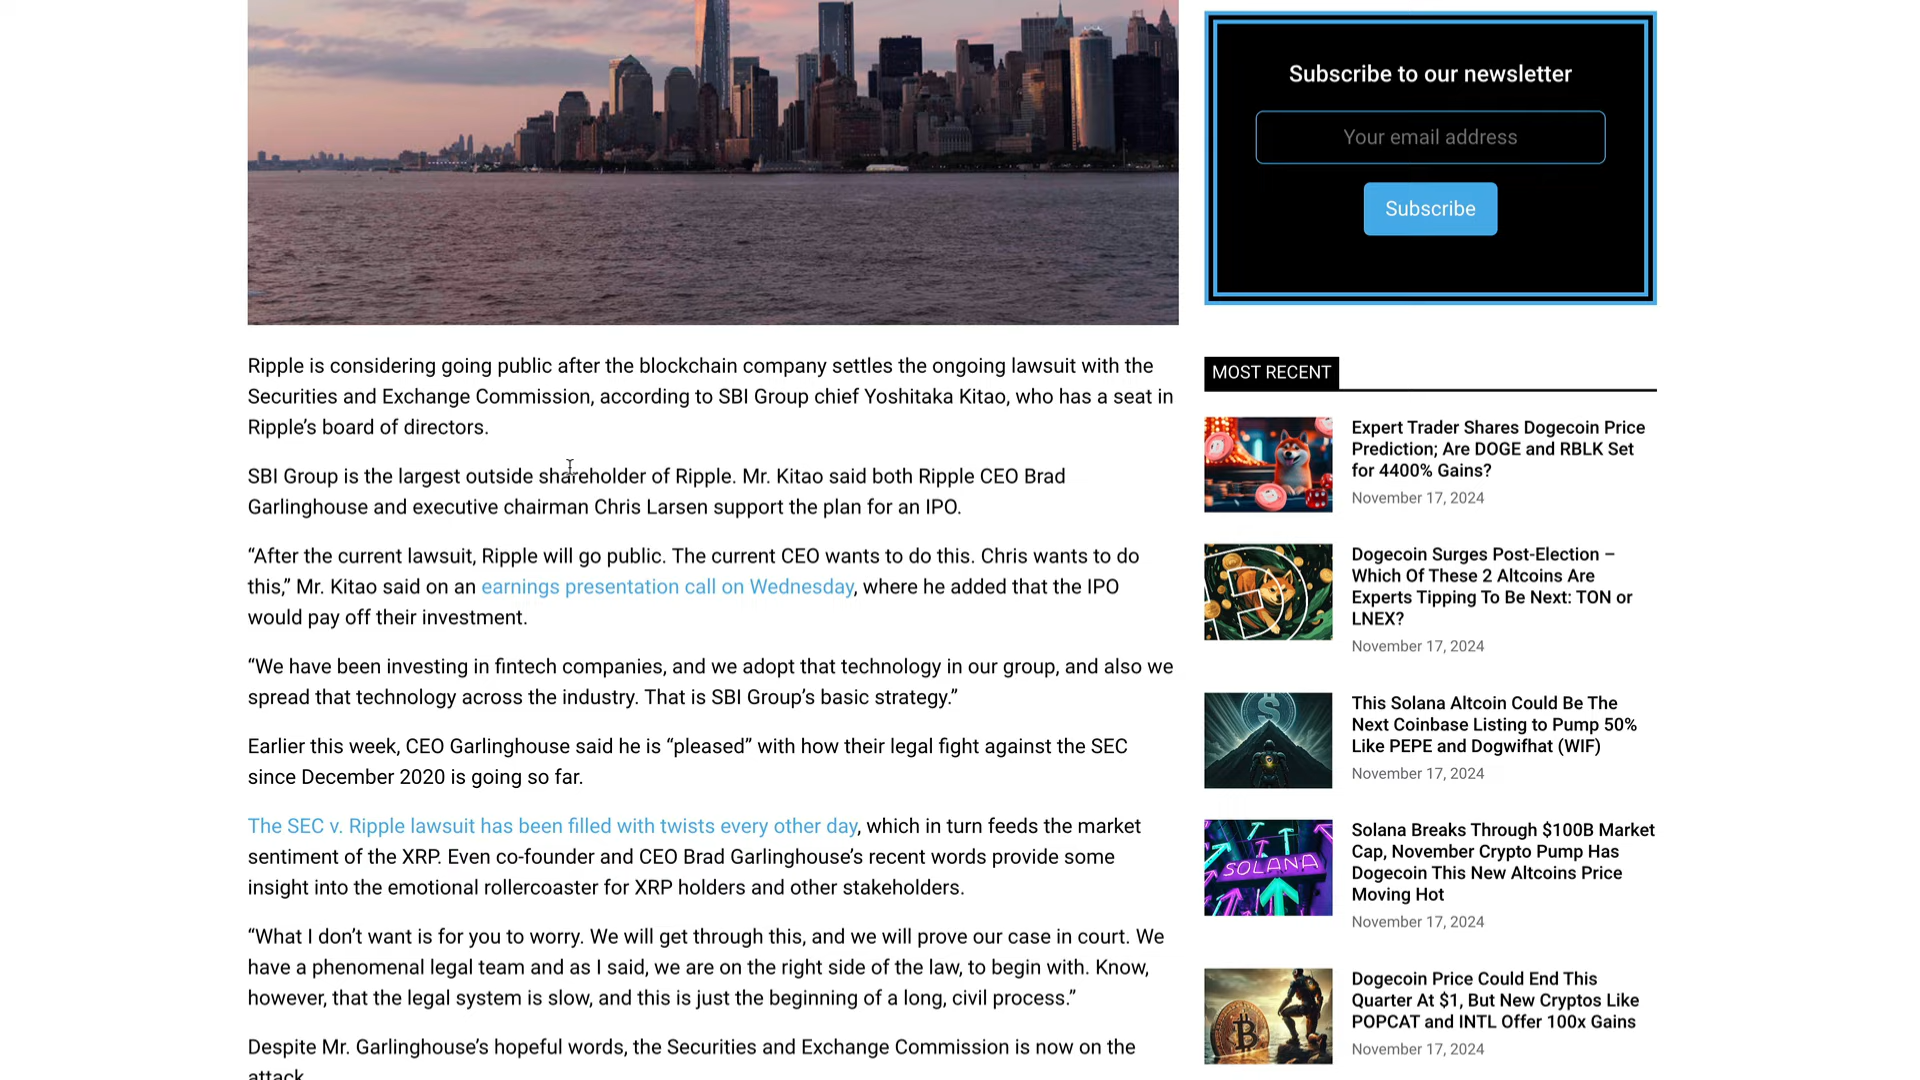 Subscribe to our newsletter
Your email address
Subscribe
Ripple is considering going public after the blockchain company settles the ongoing lawsuit with the
Securities and Exchange Commission, according to SBI Group chief Yoshitaka Kitao, who has a seat in
Ripple’s board of directors.
SBI Group is the largest outside shareholder of Ripple. Mr. Kitao said both Ripple CEO Brad
Garlinghouse and executive chairman Chris Larsen support the plan for an IPO.
“After the current lawsuit, Ripple will go public. The current CEO wants to do this. Chris wants to do
this,” Mr. Kitao said on an earnings presentation call on Wednesday, where he added that the IPO
would pay off their investment.
“We have been investing in fintech companies, and we adopt that technology in our group, and also we
spread that technology across the industry. That is SBI Group’s basic strategy.”
Earlier this week, CEO Garlinghouse said he is “pleased” with how their legal fight against the SEC
since December 2020 is going so far.
The SEC v. Ripple lawsuit has been filled with twists every other day, which in turn feeds the market
sentiment of the XRP. Even co-founder and CEO Brad Garlinghouse’s recent words provide some
insight into the emotional rollercoaster for XRP holders and other stakeholders.
“What I don’t want is for you to worry. We will get through this, and we will prove our case in court. We
have a phenomenal legal team and as I said, we are on the right side of the law, to begin with. Know,
however, that the legal system is slow, and this is just the beginning of a long, civil process.”
Despite Mr. Garlinghouse’s hopeful words, the Securities and Exchange Commission is now on the
attack
MOST RECENT
Expert Trader Shares Dogecoin Price
Prediction; Are DOGE and RBLK Set
for 4400% Gains?
November 17, 2024
Dogecoin Surges Post-Election –
Which Of These 2 Altcoins Are
Experts Tipping To Be Next: TON or
LNEX?
November 17, 2024
This Solana Altcoin Could Be The
Next Coinbase Listing to Pump 50%
Like PEPE and Dogwifhat (WIF)
November 17, 2024
SOLANA
Solana Breaks Through $100B Market
Cap, November Crypto Pump Has
Dogecoin This New Altcoins Price
Moving Hot
November 17, 2024
Dogecoin Price Could End This
Quarter At $1, But New Cryptos Like
POPCAT and INTL Offer 100x Gains
November 17, 2024